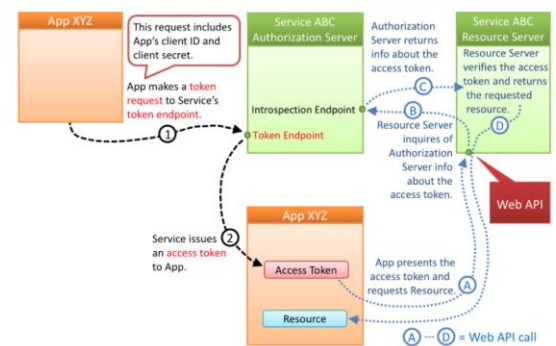 App XYZ
This request includes
App's client ID and
client secret.
App makes a token
request to Service's
token endpoint.
1
Service ABC
Authorization Server
Introspection Endpoint
Token Endpoint
Authorization
Server returns
info about the
access token.
C
B
Resource Server
inquires of
Authorization
Server info
about the
access token.
Service ABC
Resource Server
Resource Server
verifies the access
token and returns
the requested
resource.
D
Web API
2
Service issues
an access token
to App.
App XYZ
Access Token
Resource
App presents the
access token and
requests Resource.
A
A ··· D = Web API call